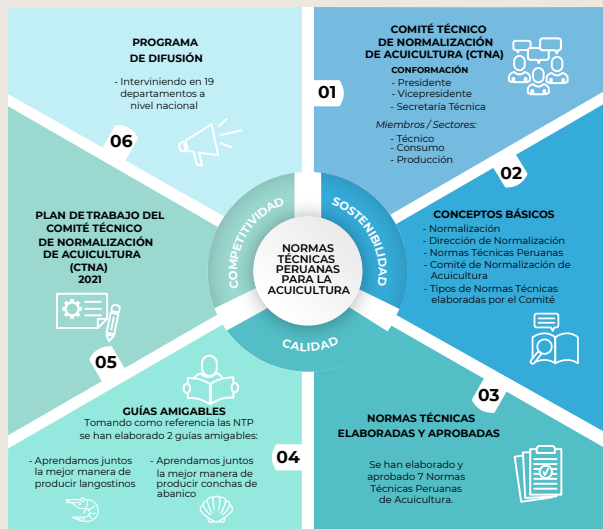 COMITÉ TÉCNICO
DE NORMALIZACIÓN
DE ACUICULTURA (CTNA)
CONFORMACIÓN
- Presidente
- Vicepresidente
- Secretaría Técnica
Miembros / Sectores:
- Técnico
- Consumo
- Producción
01
02
CONCEPTOS BÁSICOS
- Normalización
- Dirección de Normalización
- Normas Técnicas Peruanas
- Comité de Normalización de
Acuicultura
- Tipos de Normas Técnicas
elaboradas por el Comité
03
NORMAS TÉCNICAS
ELABORADAS Y APROBADAS
Se han elaborado y
aprobado 7 Normas
Técnicas Peruanas
de Acuicultura.
04
GUÍAS AMIGABLES
Tomando como referencia las NTP
se han elaborado 2 guías amigables:
- Aprendamos juntos
la mejor manera de
producir langostinos
- Aprendamos juntos
la mejor manera de
producir conchas de
abanico
05
PLAN DE TRABAJO DEL
COMITÉ TÉCNICO
DE NORMALIZACIÓN
DE ACUICULTURA
(CTNA)
2021
06
PROGRAMA
DE DIFUSIÓN
- Interviniendo en 19
departamentos a
nivel nacional
COMPETITIVIDAD
SOSTENIBILIDAD
CALIDAD
NORMAS
TÉCNICAS
PERUANAS
PARA LA
ACUICULTURA